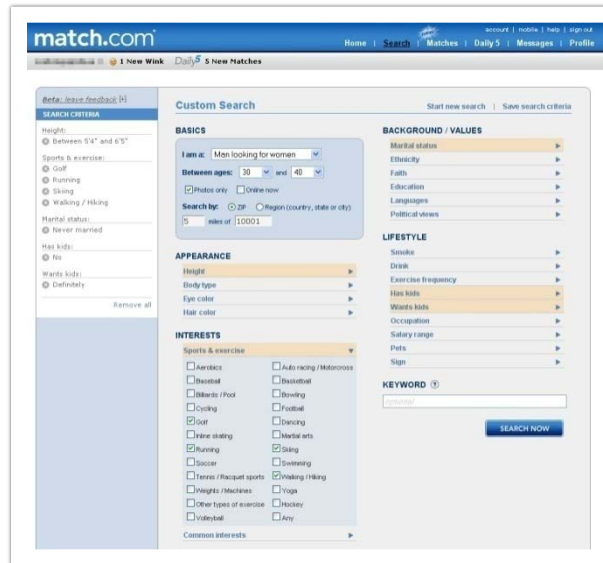 match.com
account | mobile | help | sign out
Home | Search | Matches | Daily 5 | Messages | Profile
1 New Wink Daily5 5 New Matches
Beta: leave feedback [+]
SEARCH CRITERIA
Height:
Between 5'4" and 6'5"
Sports & exercise:
Golf
Running
Skiing
Walking / Hiking
Marital status:
Never married
Has kids:
No
Wants kids:
Definitely
Remove all
Custom Search
Start new search | Save search criteria
BASICS
I am a: Man looking for women
Between ages: 30 and 40
Photos only Online now
Search by: ZIP Region (country, state or city)
5 miles of 10001
APPEARANCE
Height
Body type
Eye color
Hair color
INTERESTS
Sports & exercise
Aerobics Auto racing / Motorcross
Baseball Basketball
Billiards / Pool Bowling
Cycling Football
Golf Dancing
Inline skating Martial arts
Running Skiing
Soccer Swimming
Tennis / Racquet sports Walking / Hiking
Weights / Machines Yoga
Other types of exercise Hockey
Volleyball Any
Common interests
BACKGROUND / VALUES
Marital status
Ethnicity
Faith
Education
Languages
Political views
LIFESTYLE
Smoke
Drink
Exercise frequency
Has kids
Wants kids
Occupation
Salary range
Pets
Sign
KEYWORD ?
optional
SEARCH NOW